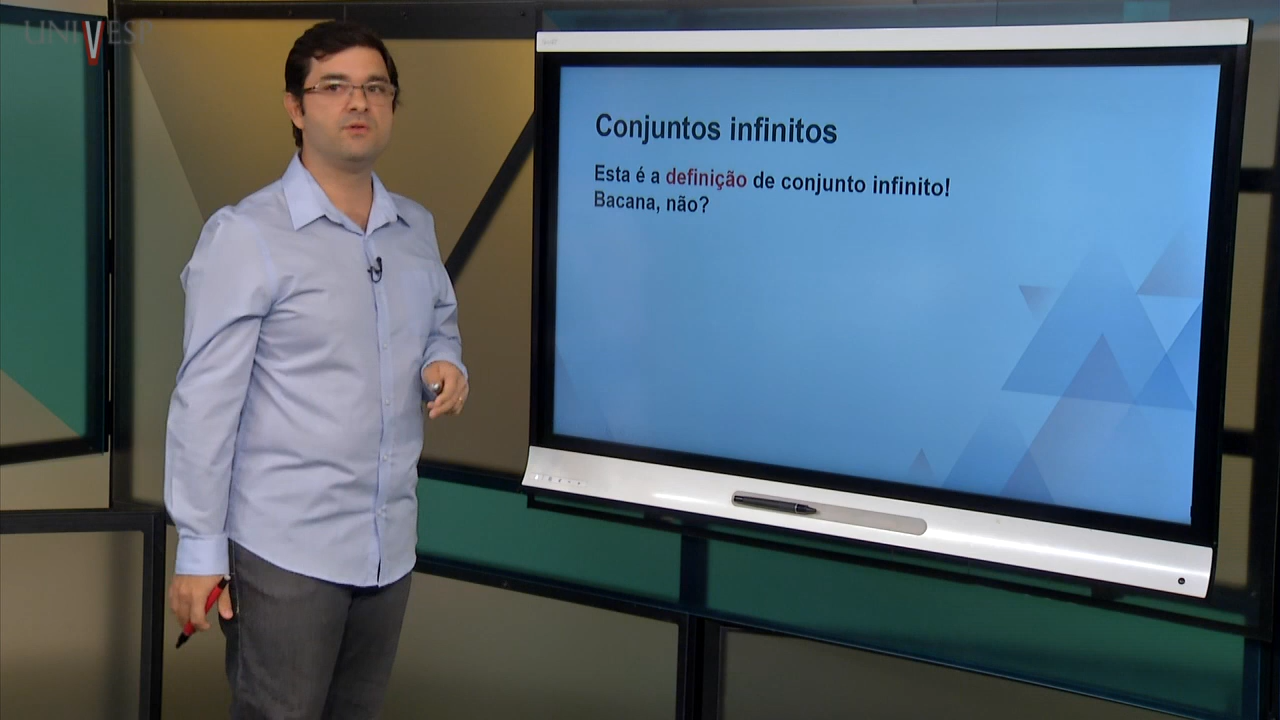 UNIVESP
Conjuntos infinitos
Esta é a definição de conjunto infinito!
Bacana, não?